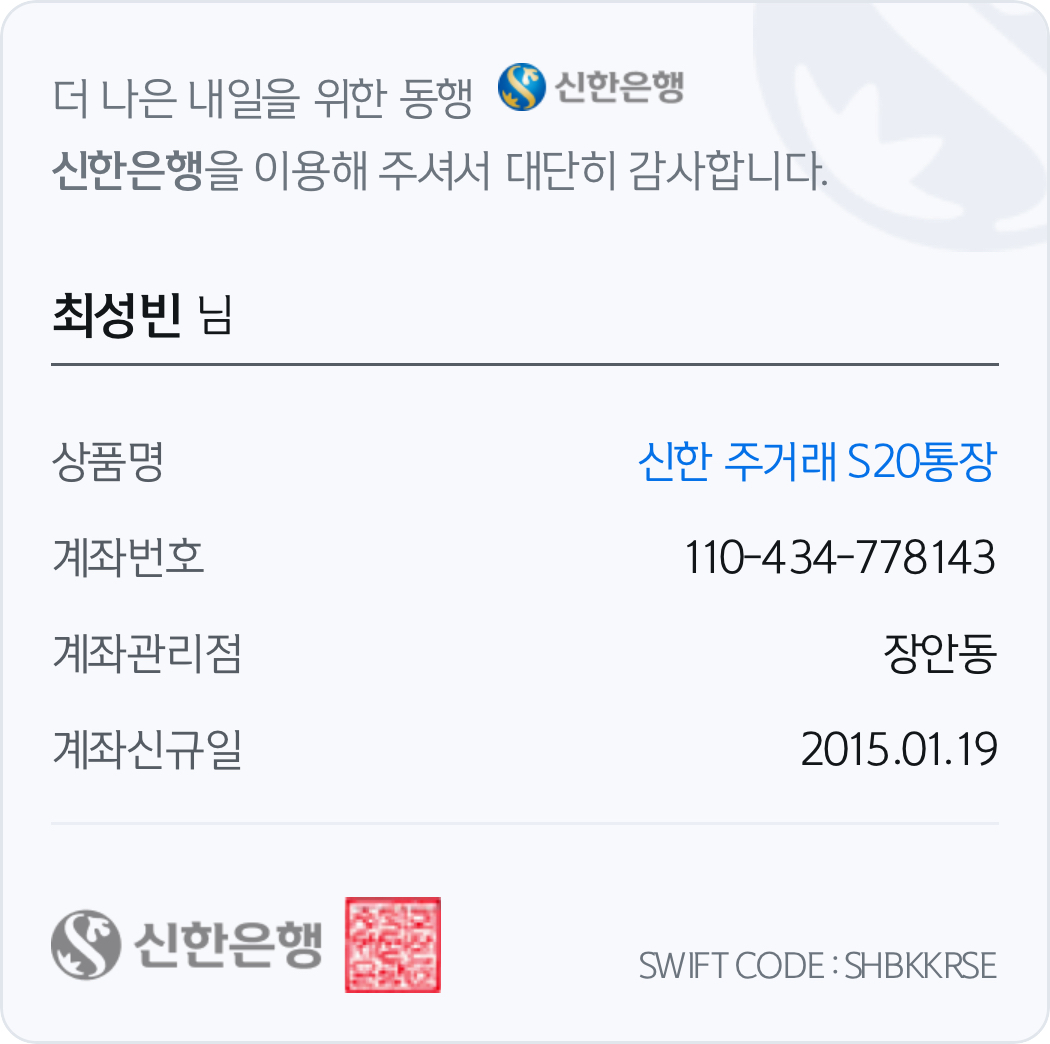 더 나은 내일을 위한 동행 신한은행
신한은행을 이용해 주셔서 대단히 감사합니다.
최성빈 님
상품명 신한 주거래 S20통장
계좌번호 110-434-778143
계좌관리점 장안동
계좌신규일 2015.01.19
신한은행 SWIFT CODE : SHBKKRSE